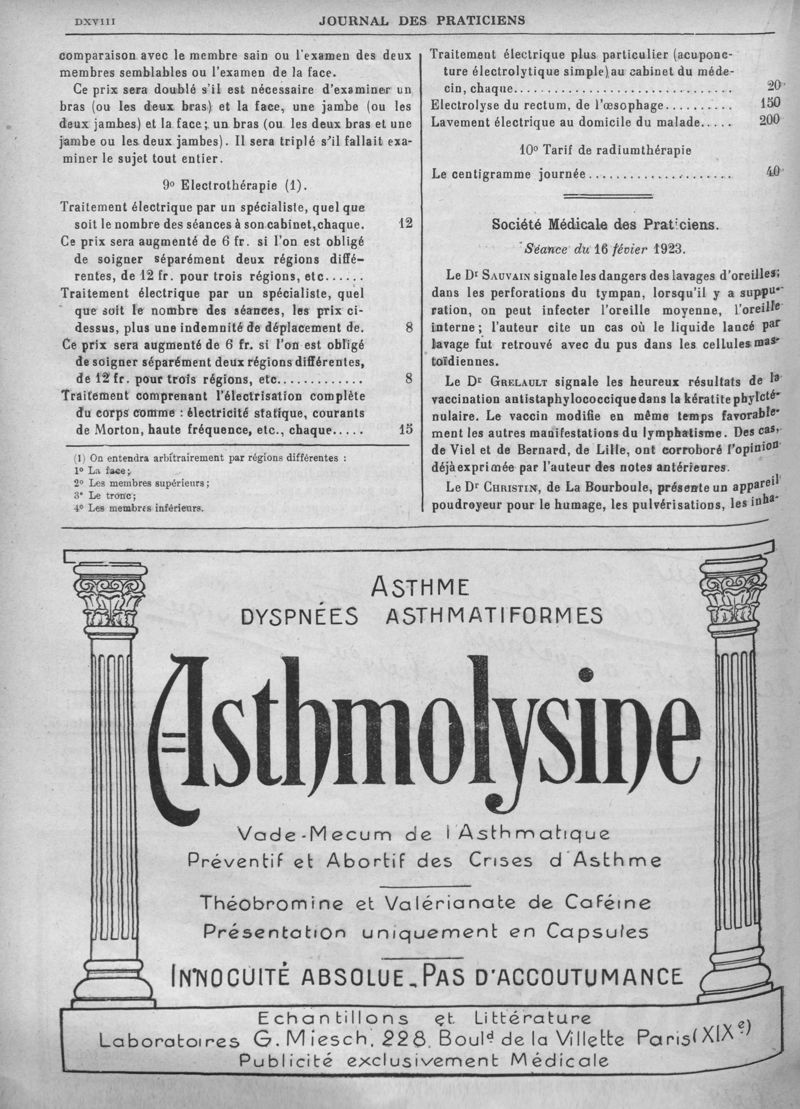 DXVIII
JOURNAL DES PRATICIENS
comparaison avec le membre sain ou l'examen des deux
membres semblables ou l'examen de la face.
Ce prix sera doublé s'il est nécessaire d'examiner un
bras (ou les deux bras) et la face, une jambe (ou les
deux jambes) et la face; un bras (ou les deux bras et une
jambe ou les deux jambes). Il sera triplé s'il fallait exa-
miner le sujet tout entier.
9° Electrothérapie (1).
Traitement électrique par un spécialiste, quel que
soit le nombre des séances à son cabinet, chaque. 12
Ce prix sera augmenté de 6 fr. si l'on est obligé
de soigner séparément deux régions diffé-
rentes, de 12 fr. pour trois régions, etc......
Traitement électrique par un spécialiste, quel
que soit le nombre des séances, les prix ci-
dessus, plus une indemnité de déplacement de. 8
Ce prix sera augmenté de 6 fr. si l'on est obligé
de soigner séparément deux régions différentes,
de 12 fr. pour trois régions, etc............. 8
Traitement comprenant l'électrisation complète
du corps comme : électricité statique, courants
de Morton, haute fréquence, etc., chaque..... 15
(1) On entendra arbitrairement par régions différentes :
1° La face;
2° Les membres supérieurs;
3° Le tronc;
4° Les membres inférieurs.
Traitement électrique plus particulier (acuponc-
ture électrolytique simple) au cabinet du méde-
cin, chaque................................ 20
Electrolyse du rectum, de l'œsophage.......... 150
Lavement électrique au domicile du malade..... 200
10° Tarif de radiumthérapie
Le centigramme journée..................... 40
Société Médicale des Praticiens.
Séance du 16 févier 1923.
Le Dr SAUVAIN signale les dangers des lavages d'oreilles;
dans les perforations du tympan, lorsqu'il y a suppu-
ration, on peut infecter l'oreille moyenne, l'oreille
interne; l'auteur cite un cas où le liquide lancé par
lavage fut retrouvé avec du pus dans les cellules mas-
toïdiennes.
Le Dr GRELAULT signale les heureux résultats de la
vaccination antistaphylococcique dans la kératite phylcté-
nulaire. Le vaccin modifie en même temps favorable-
ment les autres manifestations du lymphatisme. Des cas,
de Viel et de Bernard, de Lille, ont corroboré l'opinion
déjà exprimée par l'auteur des notes antérieures.
Le Dr CHRISTIN, de La Bourboule, présente un appareil
poudroyeur pour le humage, les pulvérisations, les inha-
ASTHME
DYSPNÉES ASTHMATIFORMES
Asthmolysine
Vade-Mecum de l'Asthmatique
Préventif et Abortif des Crises d'Asthme
Théobromine et Valérianate de Caféine
Présentation uniquement en Capsules
INNOCUITÉ ABSOLUE. PAS D'ACCOUTUMANCE
Echantillons et Littérature
Laboratoires G. Miesch, 228, Boul.d de la Villette Paris (XIXe)
Publicité exclusivement Médicale